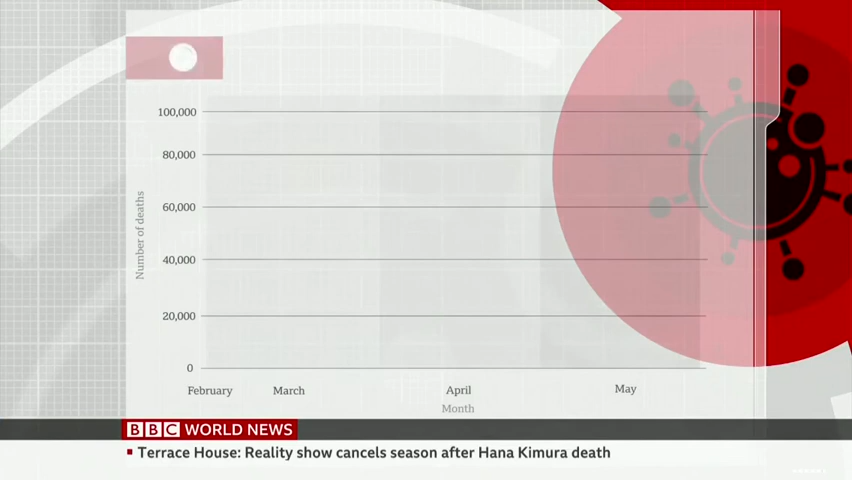 100,000
80,000
60,000
40,000
20,000
0
Number of deaths
February March April May
Month
BBC WORLD NEWS
Terrace House: Reality show cancels season after Hana Kimura death